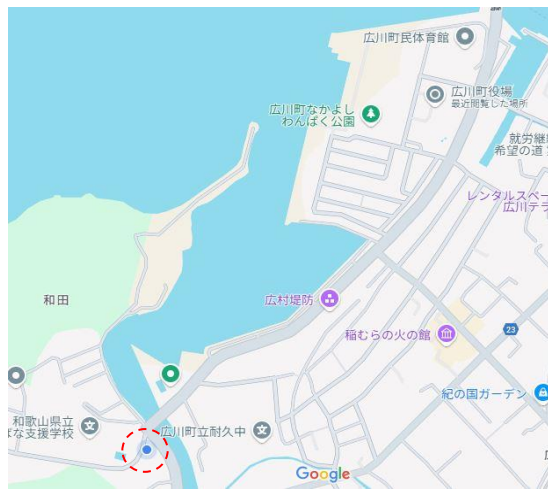 広川町民体育館
広川町役場
最近閲覧した場所
広川町なかよし
わんぱく公園
就労継
希望の道
レンタルスペー
広川テラ
和田
広村堤防
稲むらの火の館
23
紀の国ガーデン
和歌山県立
ばな支援学校
広川町立耐久中
Google